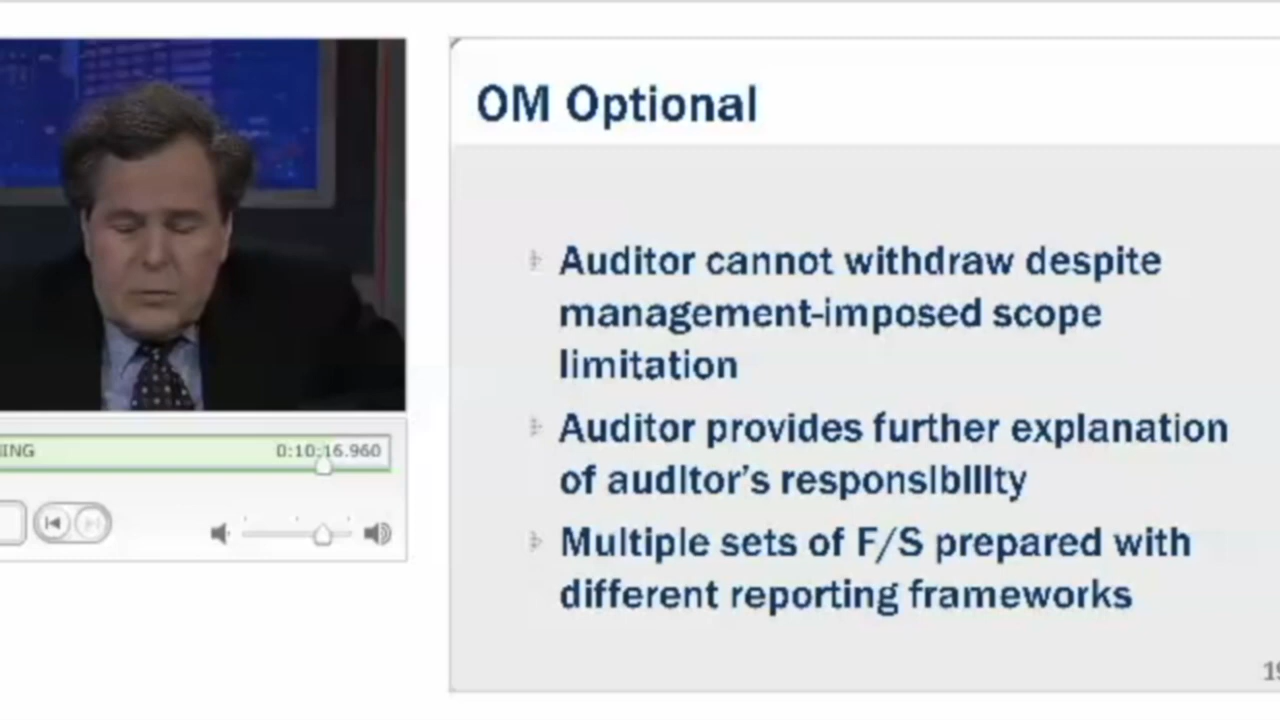 OM Optional
Auditor cannot withdraw despite
management-imposed scope
limitation
Auditor provides further explanation
of auditor's responsibility
Multiple sets of F/S prepared with
different reporting frameworks
0:10:16.960